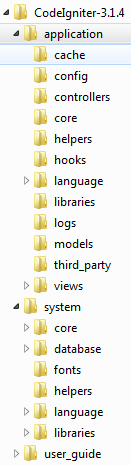 CodeIgniter-3.1.4
application
cache
config
controllers
core
helpers
hooks
language
libraries
logs
models
third_party
views
system
core
database
fonts
helpers
language
libraries
user_guide